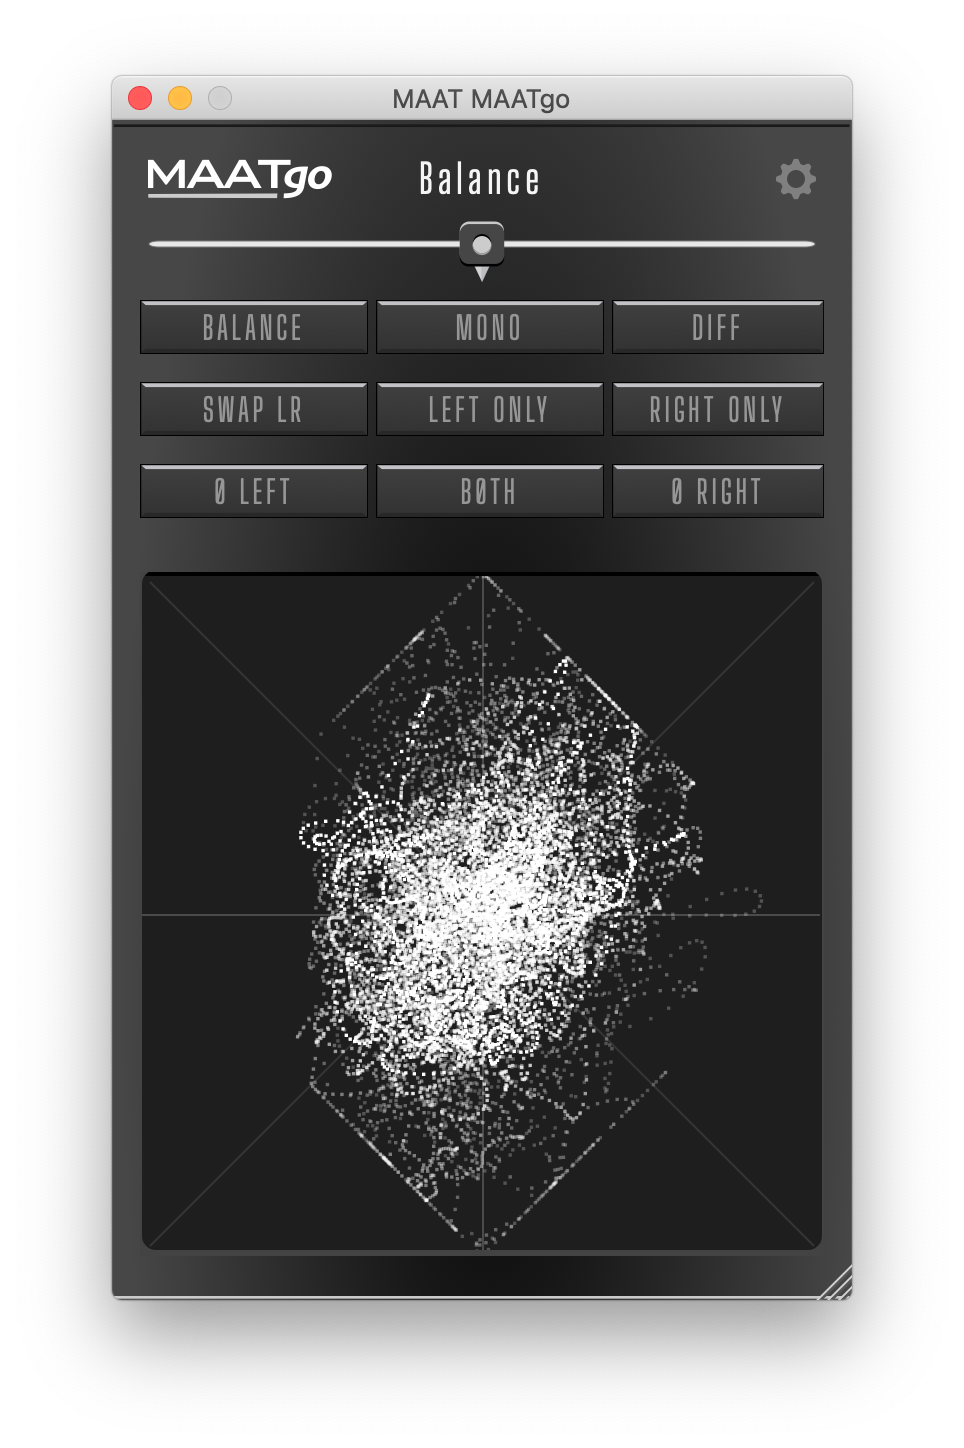 MAAT MAATgo
MAATgo Balance
BALANCE MONO DIFF
SWAP LR LEFT ONLY RIGHT ONLY
Ø LEFT BØTH Ø RIGHT